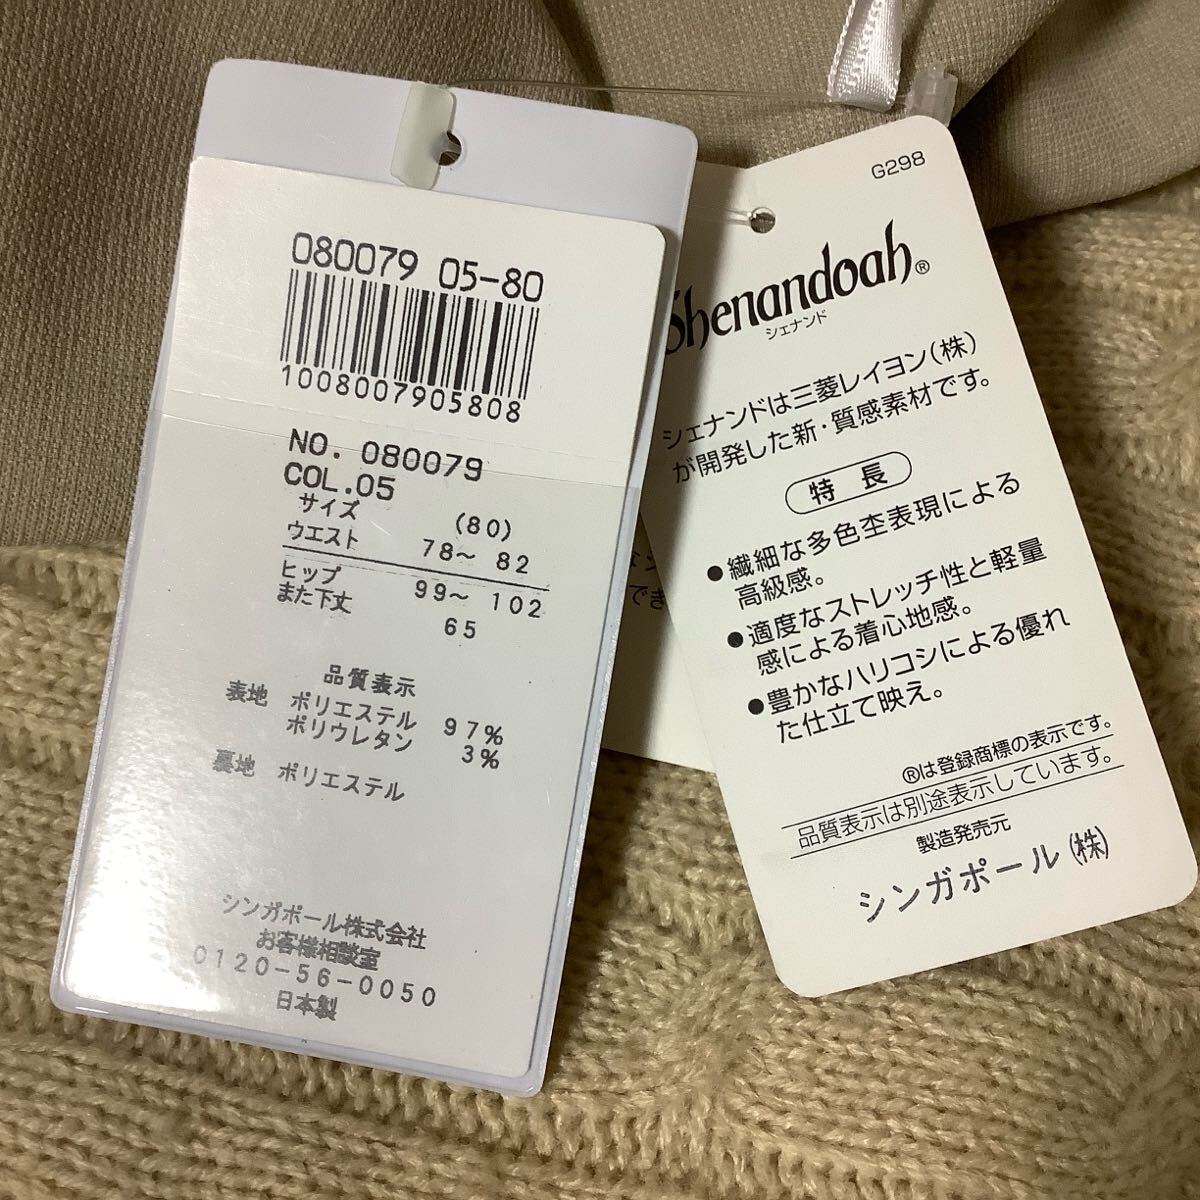 080079 05-80
1008007905808
NO. 080079
COL.05
サイズ (80)
ウエスト 78～ 82
ヒップ 99～ 102
また下丈 65
品質表示
表地 ポリエステル 97%
ポリウレタン 3%
裏地 ポリエステル
シンガポール株式会社
お客様相談室
0120-56-0050
日本製
G298
Shenandoah®
シェナンド
シェナンドは三菱レイヨン(株)
が開発した新・質感素材です。
特 長
●繊細な多色杢表現による
高級感。
●適度なストレッチ性と軽量
感による着心地感。
●豊かなハリコシによる優れ
た仕立て映え。
®は登録商標の表示です。
品質表示は別途表示しています。
製造発売元
シンガポール(株)